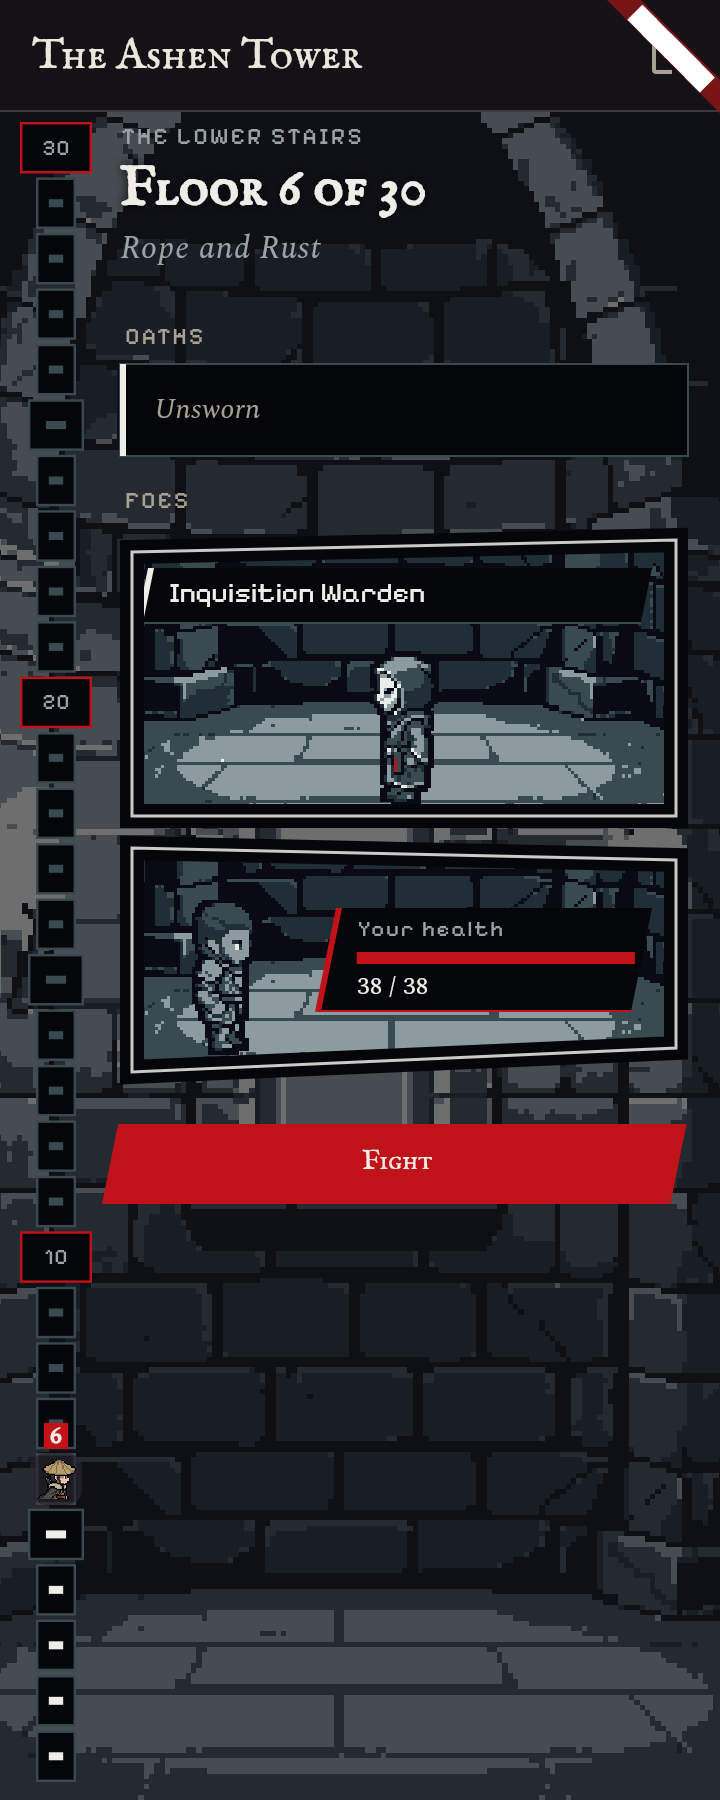 The Ashen Tower
30
THE LOWER STAIRS
Floor 6 of 30
Rope and Rust
OATHS
Unsworn
FOES
Inquisition Warden
20
Your health
38 / 38
Fight
10
6